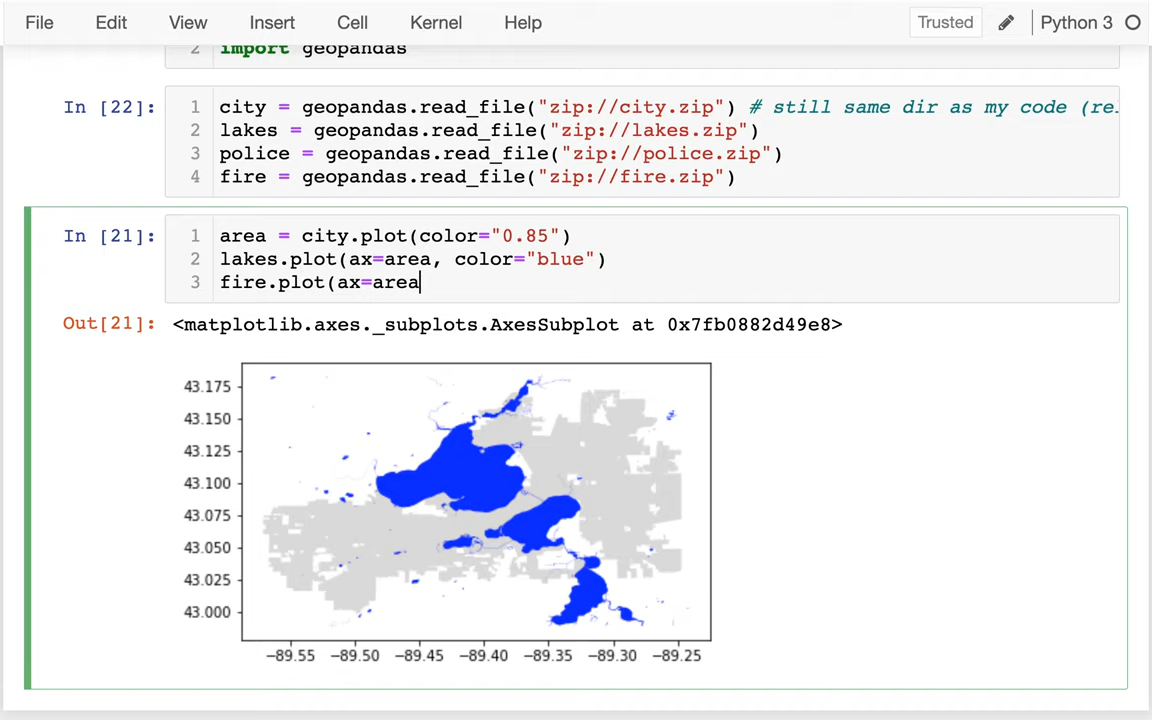 File Edit View Insert Cell Kernel Help Trusted Python 3
2 import geopandas
In [22]: 1 city = geopandas.read_file("zip://city.zip") # still same dir as my code (re
2 lakes = geopandas.read_file("zip://lakes.zip")
3 police = geopandas.read_file("zip://police.zip")
4 fire = geopandas.read_file("zip://fire.zip")
In [21]: 1 area = city.plot(color="0.85")
2 lakes.plot(ax=area, color="blue")
3 fire.plot(ax=area
Out[21]: <matplotlib.axes._subplots.AxesSubplot at 0x7fb0882d49e8>
43.175
43.150
43.125
43.100
43.075
43.050
43.025
43.000
−89.55 −89.50 −89.45 −89.40 −89.35 −89.30 −89.25